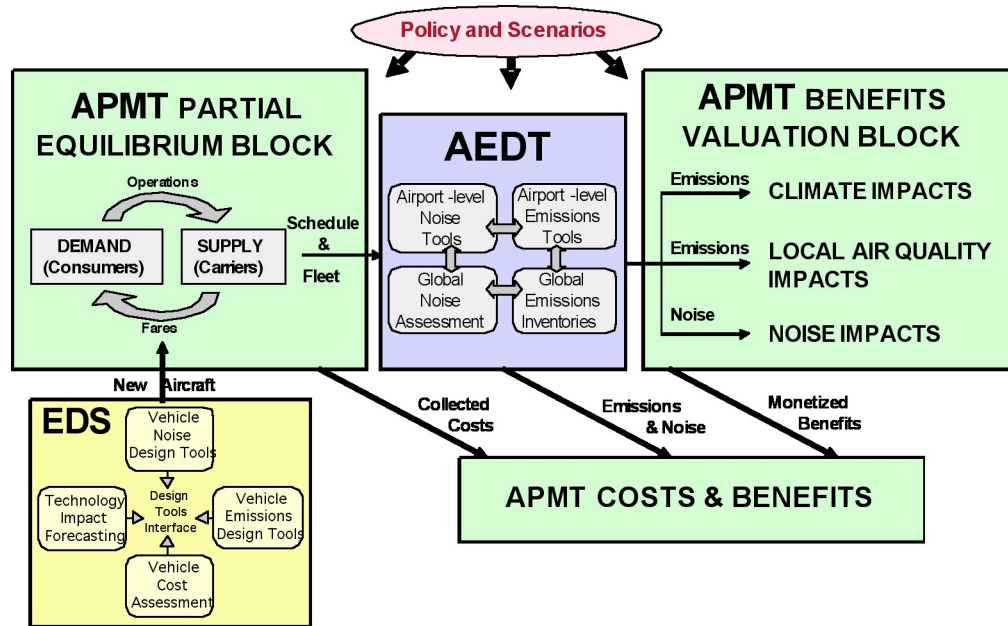 Policy and Scenarios
APMT PARTIAL
EQUILIBRIUM BLOCK
Operations
DEMAND
(Consumers)
SUPPLY
(Carriers)
Fares
Schedule
&
Fleet
AEDT
Airport -level
Noise
Tools
Airport -level
Emissions
Tools
Global
Noise
Assessment
Global
Emissions
Inventories
APMT BENEFITS
VALUATION BLOCK
Emissions
CLIMATE IMPACTS
Emissions
LOCAL AIR QUALITY
IMPACTS
Noise
NOISE IMPACTS
New Aircraft
EDS
Vehicle
Noise
Design Tools
Technology
Impact
Forecasting
Design
Tools
Interface
Vehicle
Emissions
Design Tools
Vehicle
Cost
Assessment
Collected
Costs
Emissions
& Noise
Monetized
Benefits
APMT COSTS & BENEFITS